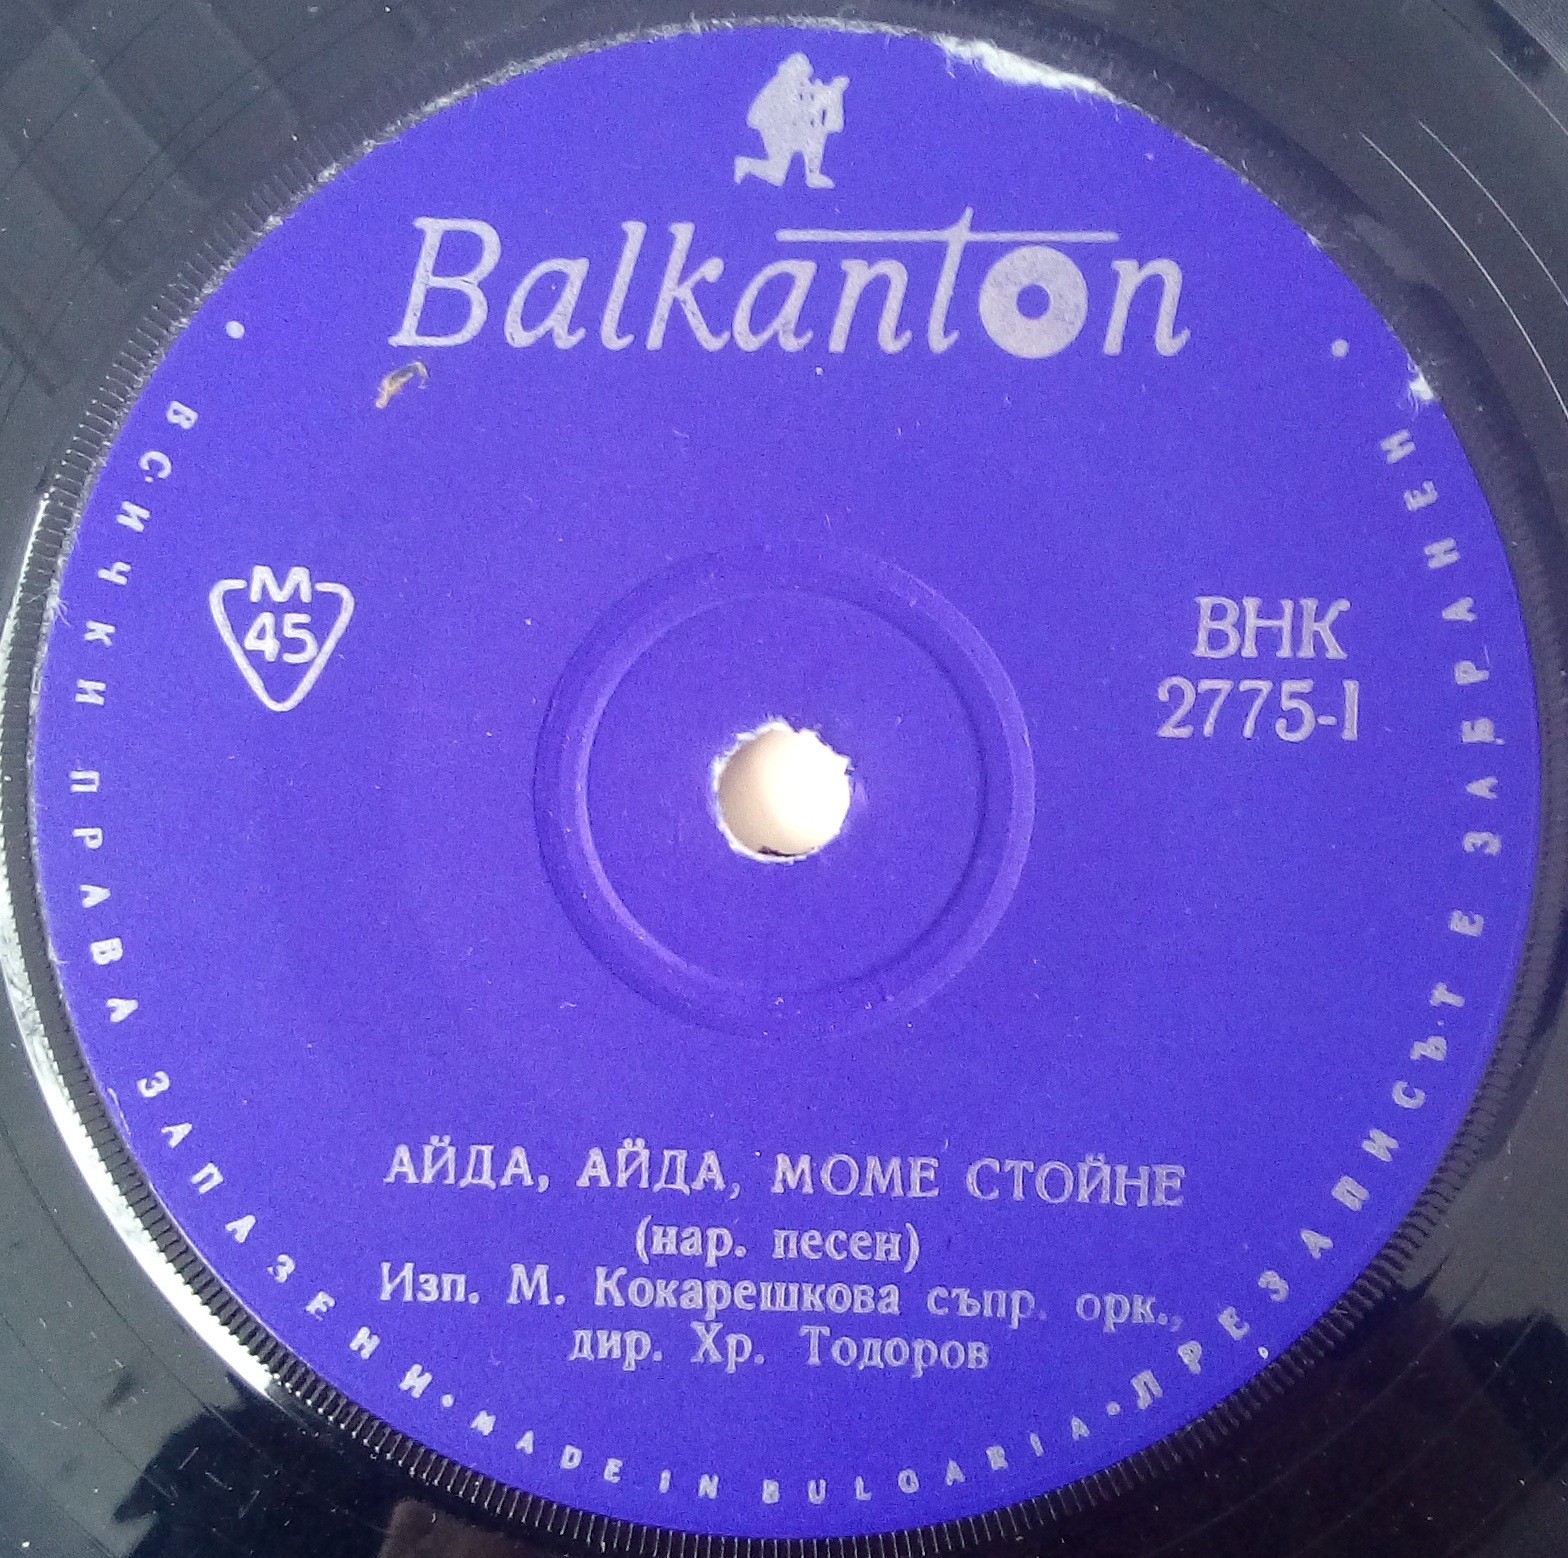 Balkanton
М
45
ВНК
2775-1
АЙДА, АЙДА, МОМЕ СТОЙНЕ
(нар. песен)
Изп. М. Кокарешкова съпр. орк.,
дир. Хр. Тодоров
• ВСИЧКИ ПРАВА ЗАПАЗЕНИ • MADE IN BULGARIA • ПРЕЗАПИСЪТ Е ЗАБРАНЕН •